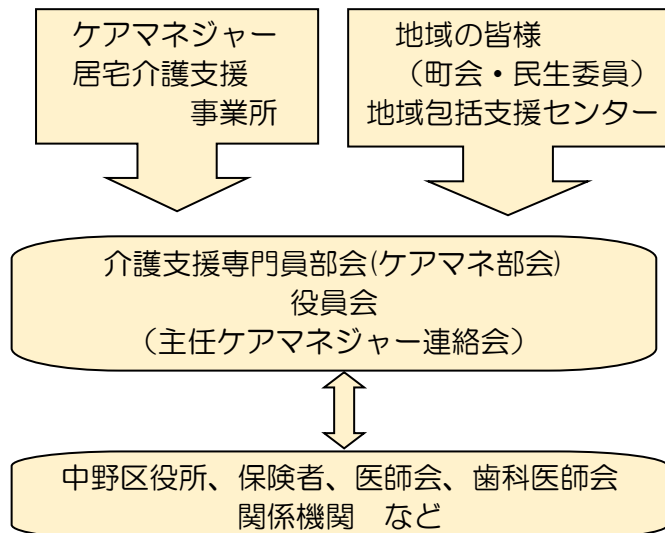 ケアマネジャー
居宅介護支援
事業所
地域の皆様
（町会・民生委員）
地域包括支援センター
介護支援専門員部会(ケアマネ部会)
役員会
（主任ケアマネジャー連絡会）
中野区役所、保険者、医師会、歯科医師会
関係機関　など